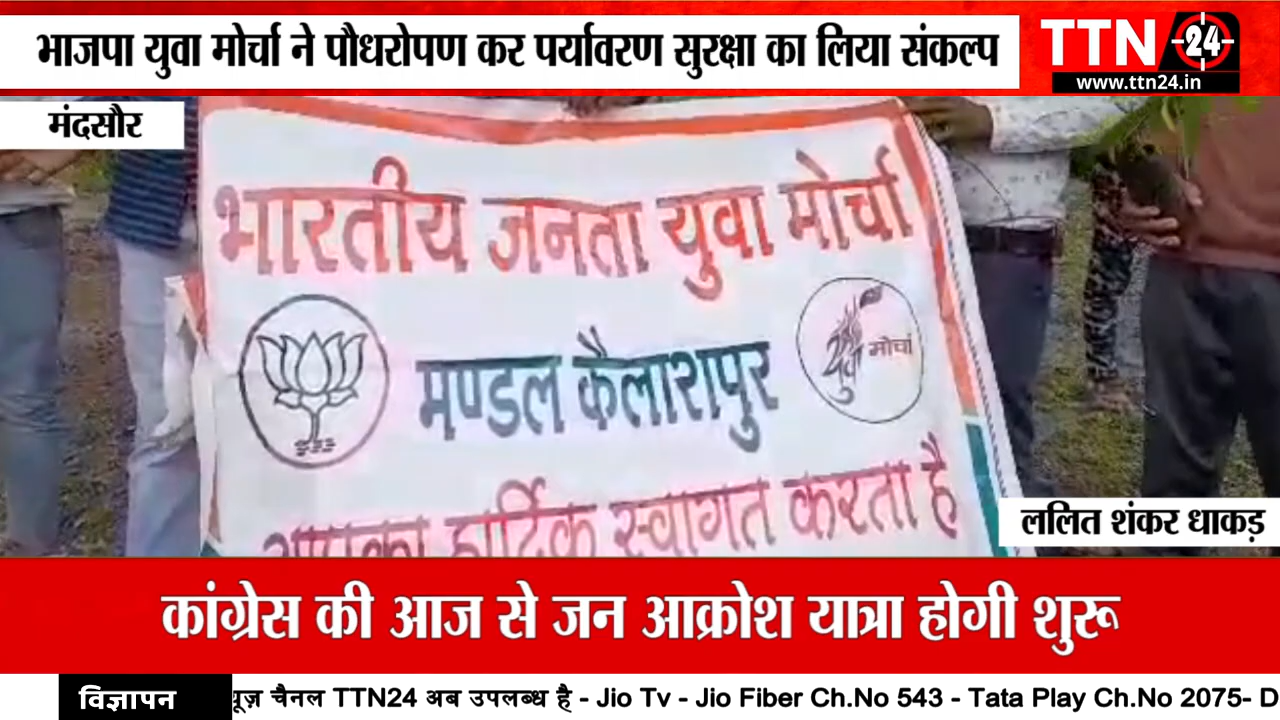 भाजपा युवा मोर्चा ने पौधरोपण कर पर्यावरण सुरक्षा का लिया संकल्प
TTN 24
www.ttn24.in
मंदसौर
भारतीय जनता युवा मोर्चा
मण्डल कैलाशपुर
युवा मोर्चा
आपका हार्दिक स्वागत करता है
ललित शंकर धाकड़
कांग्रेस की आज से जन आक्रोश यात्रा होगी शुरू
विज्ञापन
चैनल TTN24 अब उपलब्ध है - Jio Tv - Jio Fiber Ch.No 543 - Tata Play Ch.No 2075- D